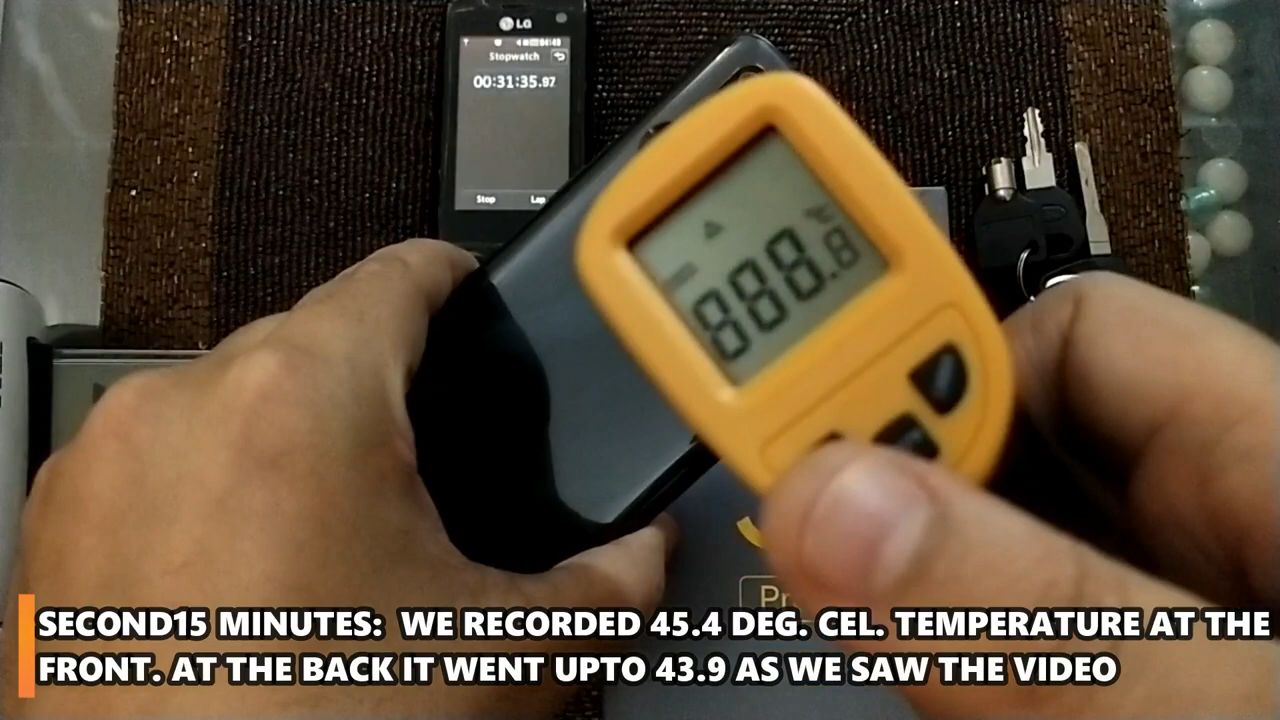 LG
Stopwatch
00:31:35.97
Stop Lap
888.8
Pr
SECOND15 MINUTES: WE RECORDED 45.4 DEG. CEL. TEMPERATURE AT THE
FRONT. AT THE BACK IT WENT UPTO 43.9 AS WE SAW THE VIDEO